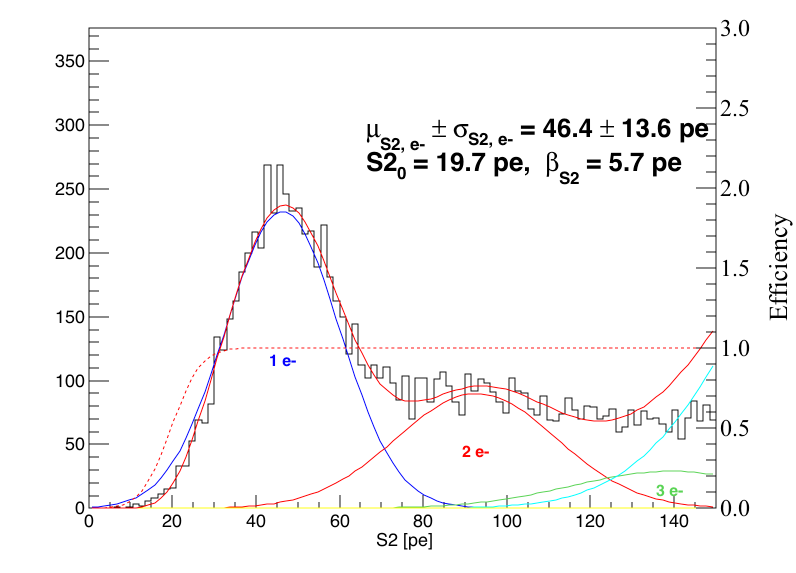 350
300
250
200
150
100
50
0
0 20 40 60 80 100 120 140
S2 [pe]
3.0
2.5
2.0
1.5
1.0
0.5
0.0
Efficiency
μS2, e- ± σS2, e- = 46.4 ± 13.6 pe
S20 = 19.7 pe, βS2 = 5.7 pe
1 e-
2 e-
3 e-